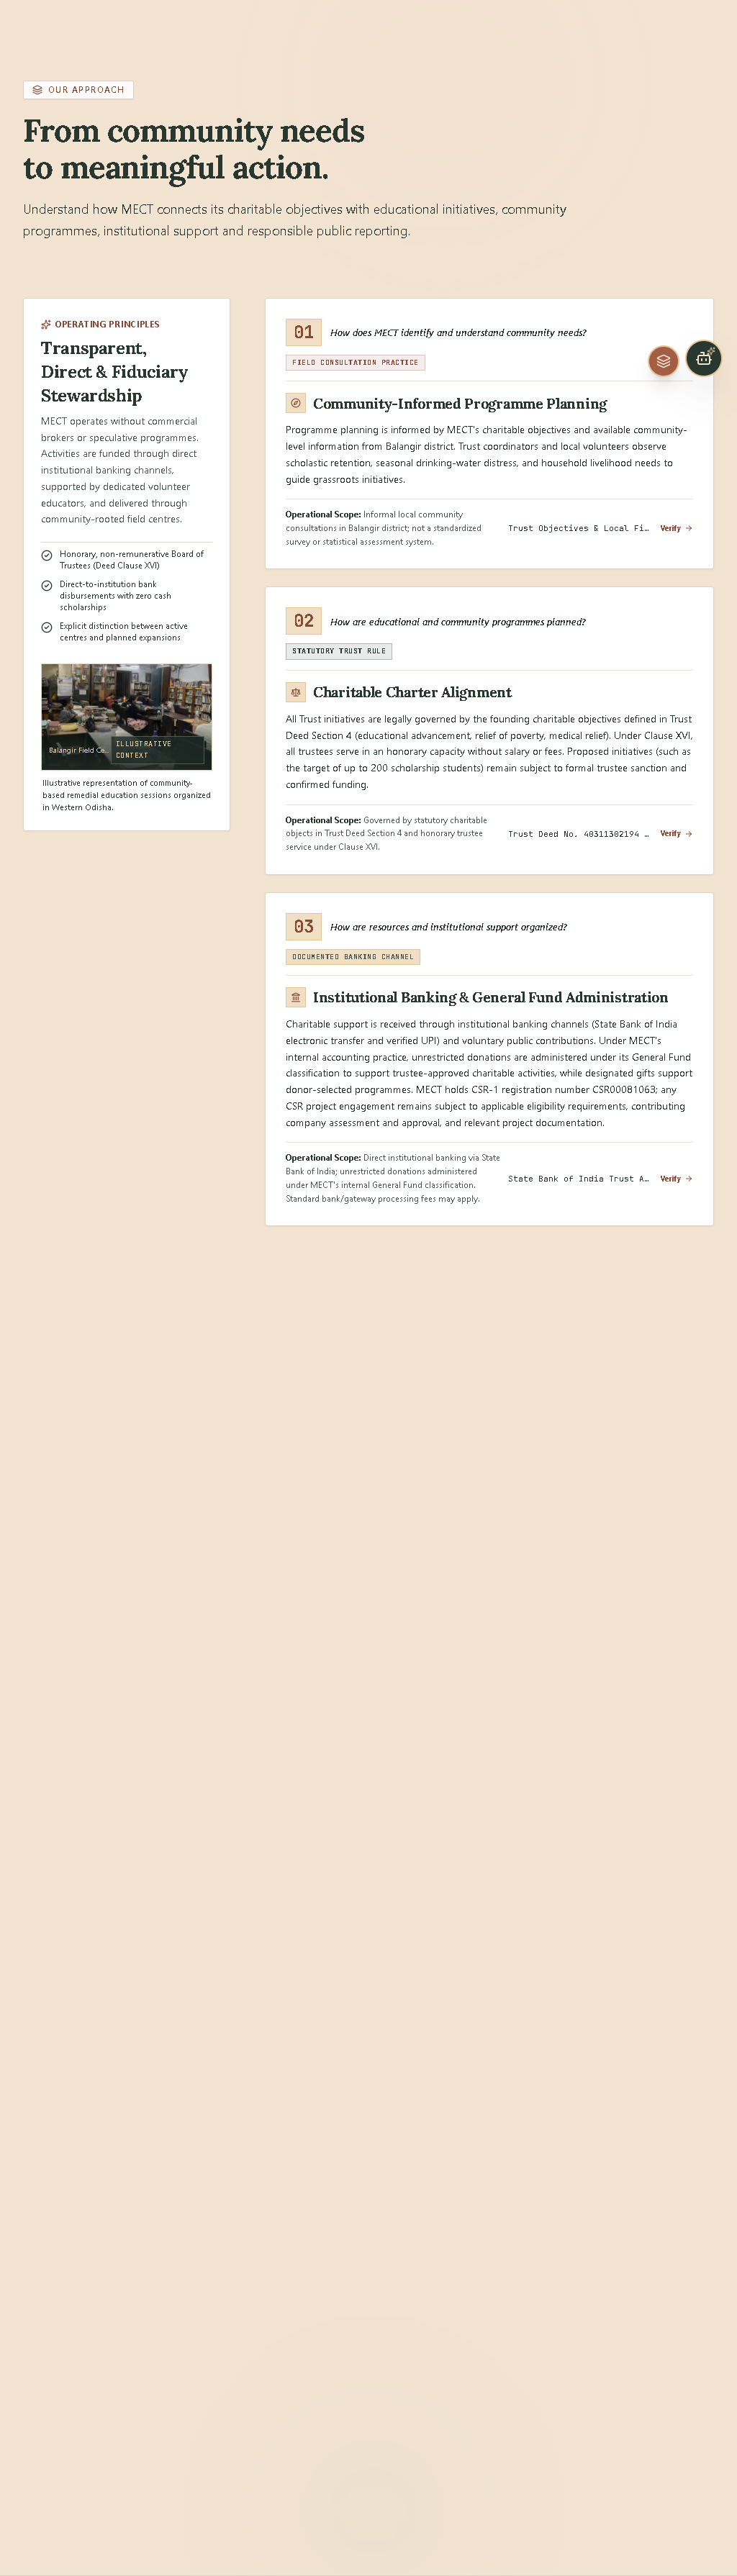 OUR APPROACH
From community needs
to meaningful action.
Understand how MECT connects its charitable objectives with educational initiatives, community
programmes, institutional support and responsible public reporting.
OPERATING PRINCIPLES
Transparent,
Direct & Fiduciary
Stewardship
MECT operates without commercial
brokers or speculative programmes.
Activities are funded through direct
institutional banking channels,
supported by dedicated volunteer
educators, and delivered through
community-rooted field centres.
Honorary, non-remunerative Board of
Trustees (Deed Clause XVI)
Direct-to-institution bank
disbursements with zero cash
scholarships
Explicit distinction between active
centres and planned expansions
Balangir Field Ce...
ILLUSTRATIVE
CONTEXT
Illustrative representation of community-
based remedial education sessions organized
in Western Odisha.
01
How does MECT identify and understand community needs?
FIELD CONSULTATION PRACTICE
Community-Informed Programme Planning
Programme planning is informed by MECT's charitable objectives and available community-
level information from Balangir district. Trust coordinators and local volunteers observe
scholastic retention, seasonal drinking-water distress, and household livelihood needs to
guide grassroots initiatives.
Operational Scope: Informal local community
consultations in Balangir district; not a standardized
survey or statistical assessment system.
Trust Objectives & Local Fi…
Verify →
02
How are educational and community programmes planned?
STATUTORY TRUST RULE
Charitable Charter Alignment
All Trust initiatives are legally governed by the founding charitable objectives defined in Trust
Deed Section 4 (educational advancement, relief of poverty, medical relief). Under Clause XVI,
all trustees serve in an honorary capacity without salary or fees. Proposed initiatives (such as
the target of up to 200 scholarship students) remain subject to formal trustee sanction and
confirmed funding.
Operational Scope: Governed by statutory charitable
objects in Trust Deed Section 4 and honorary trustee
service under Clause XVI.
Trust Deed No. 40311302194 …
Verify →
03
How are resources and institutional support organized?
DOCUMENTED BANKING CHANNEL
Institutional Banking & General Fund Administration
Charitable support is received through institutional banking channels (State Bank of India
electronic transfer and verified UPI) and voluntary public contributions. Under MECT's
internal accounting practice, unrestricted donations are administered under its General Fund
classification to support trustee-approved charitable activities, while designated gifts support
donor-selected programmes. MECT holds CSR-1 registration number CSR00081063; any
CSR project engagement remains subject to applicable eligibility requirements, contributing
company assessment and approval, and relevant project documentation.
Operational Scope: Direct institutional banking via State
Bank of India; unrestricted donations administered
under MECT's internal General Fund classification.
Standard bank/gateway processing fees may apply.
State Bank of India Trust A…
Verify →